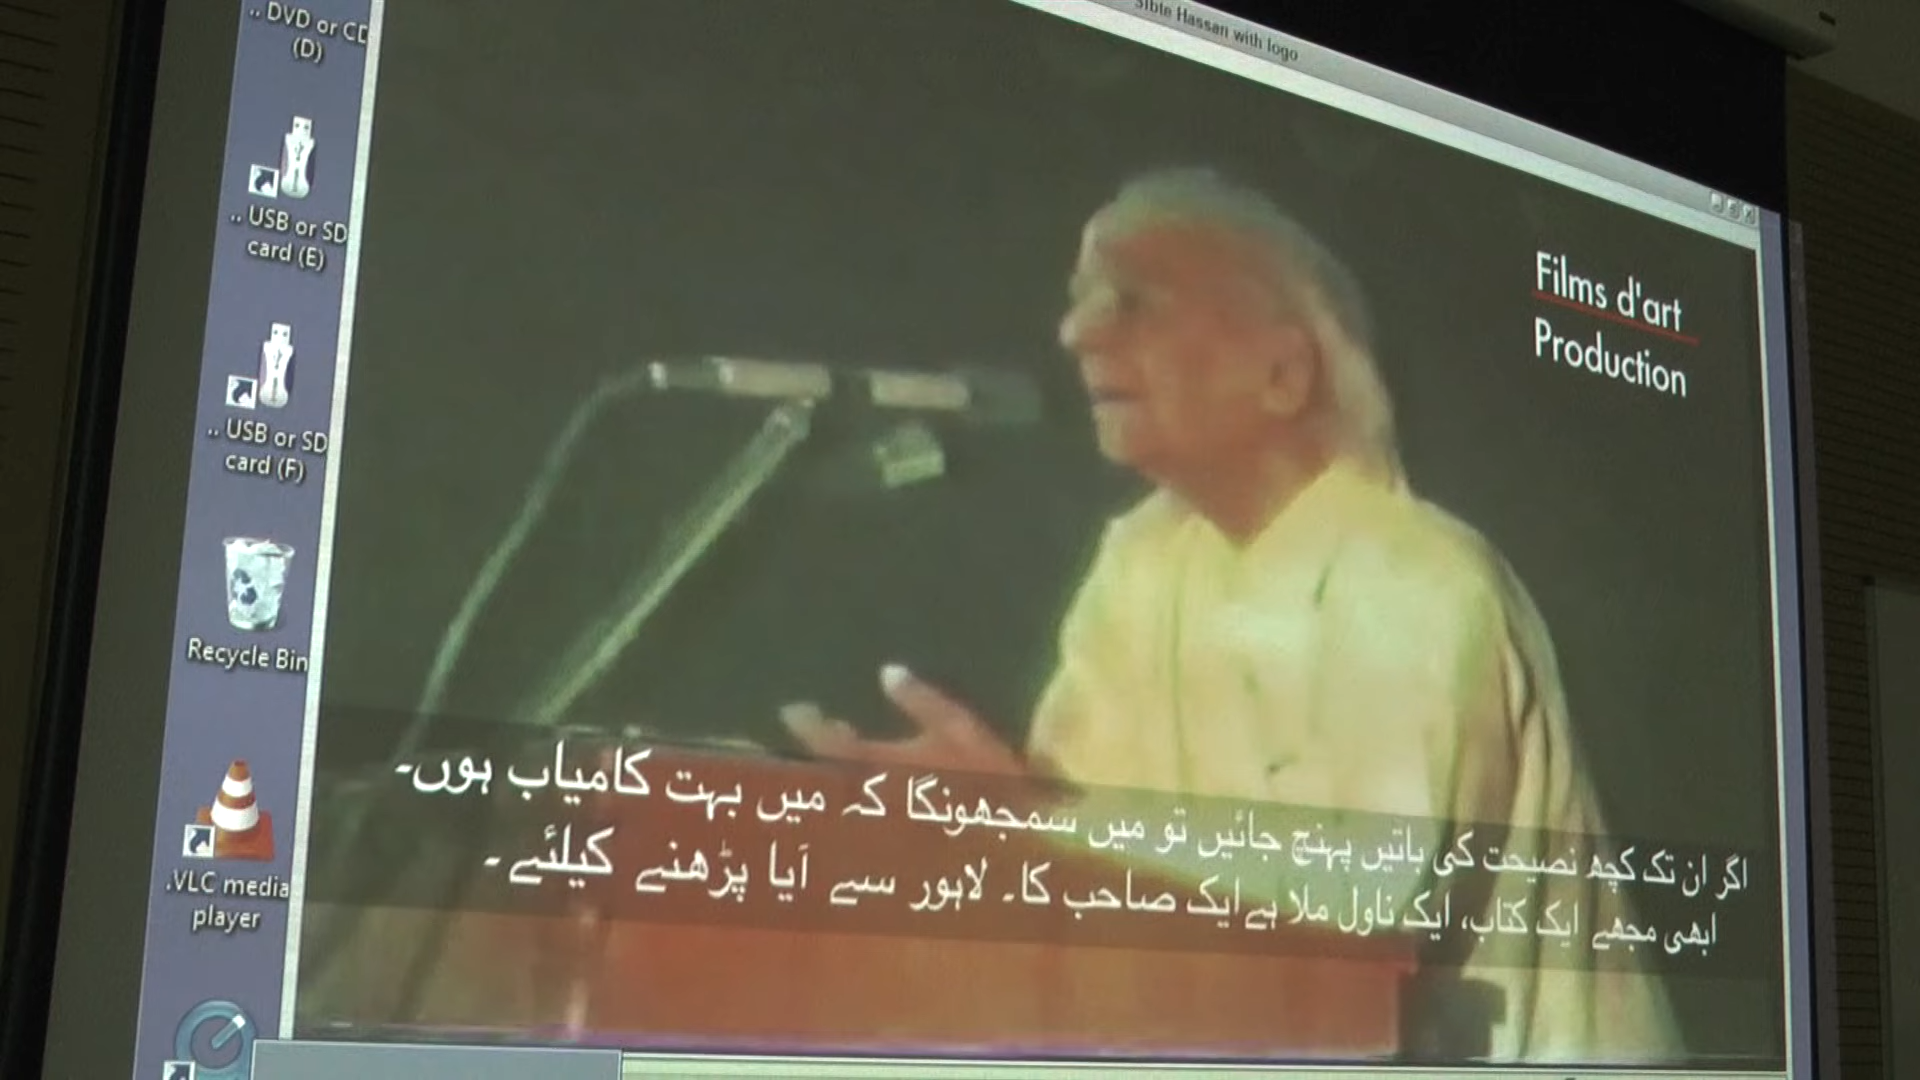 .. DVD or CD
(D)
.. USB or SD
card (E)
.. USB or SD
card (F)
Recycle Bin
.VLC media
player
Sible Hassan with logo
Films d'art
Production
اگر ان تک کچھ نصیحت کی باتیں پہنچ جائیں تو میں سمجھونگا کہ میں بہت کامیاب ہوں۔
ابھی مجھے ایک کتاب، ایک ناول ملا ہے ایک صاحب کا۔ لاہور سے آیا پڑھنے کیلئے۔